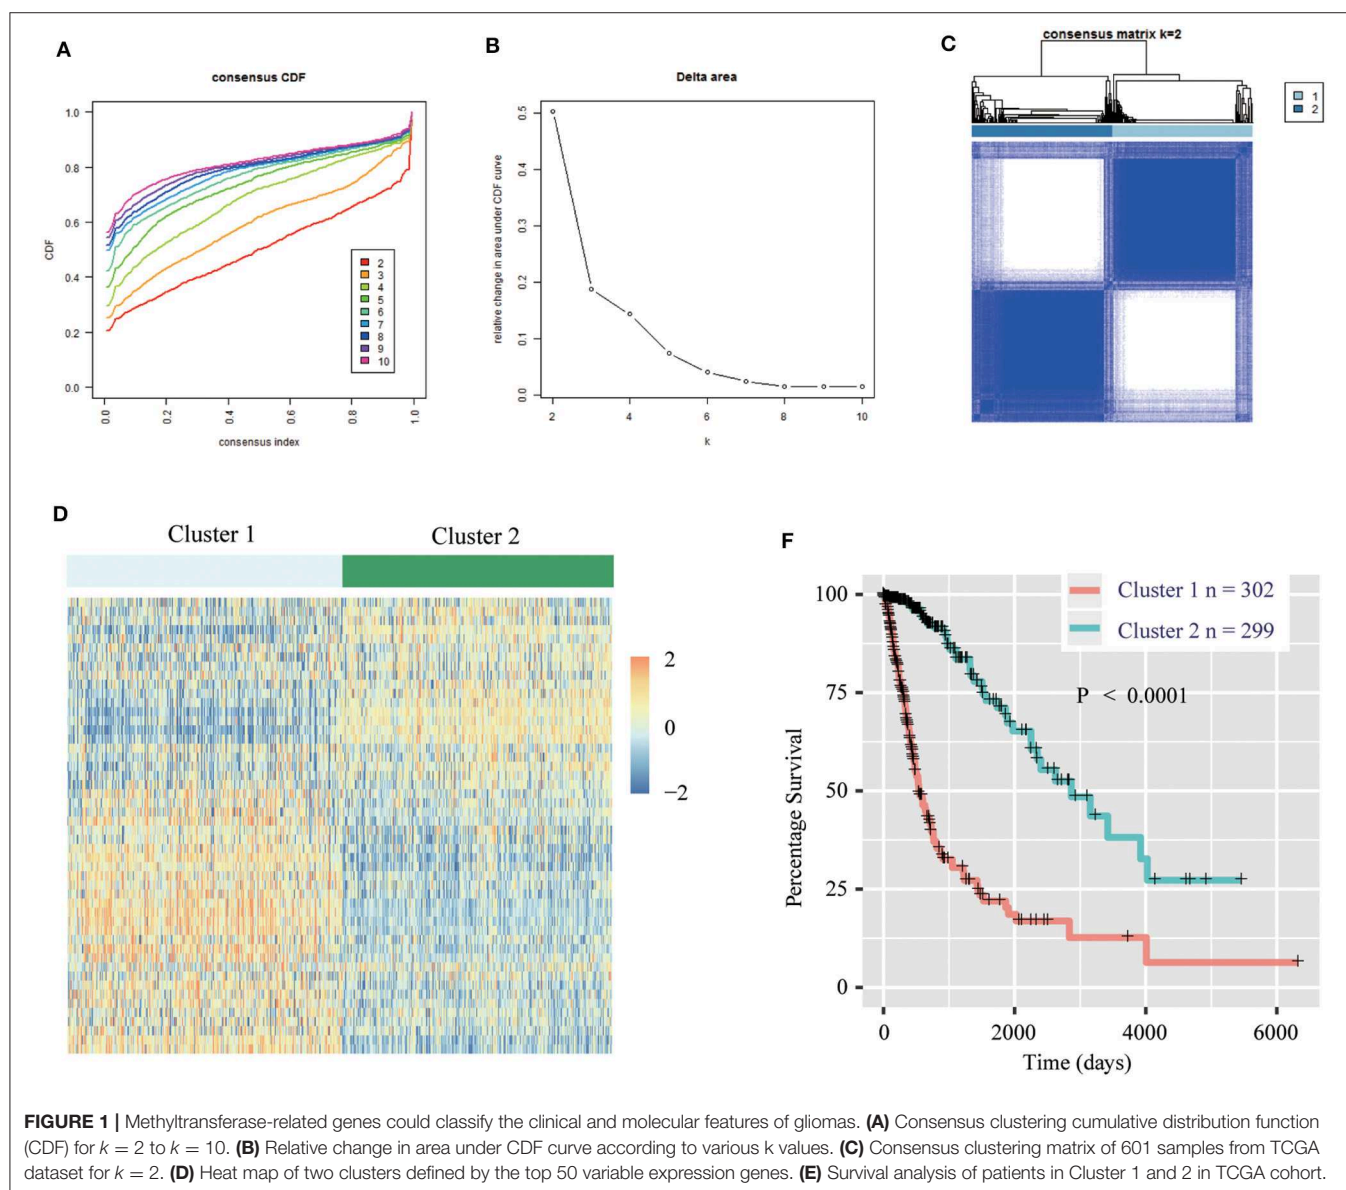 A
consensus CDF
CDF
1.0
0.8
0.6
0.4
0.2
0.0
2
3
4
5
6
7
8
9
10
0.0
0.2
0.4
0.6
0.8
1.0
consensus index
B
Delta area
relative change in area under CDF curve
0.5
0.4
0.3
0.2
0.1
0.0
2
4
6
8
10
k
C
consensus matrix k=2
1
2
D
Cluster 1
Cluster 2
2
0
−2
F
Percentage Survival
100
75
50
25
0
Cluster 1 n = 302
Cluster 2 n = 299
P < 0.0001
0
2000
4000
6000
Time (days)
FIGURE 1 | Methyltransferase-related genes could classify the clinical and molecular features of gliomas. (A) Consensus clustering cumulative distribution function
(CDF) for k = 2 to k = 10. (B) Relative change in area under CDF curve according to various k values. (C) Consensus clustering matrix of 601 samples from TCGA
dataset for k = 2. (D) Heat map of two clusters defined by the top 50 variable expression genes. (E) Survival analysis of patients in Cluster 1 and 2 in TCGA cohort.